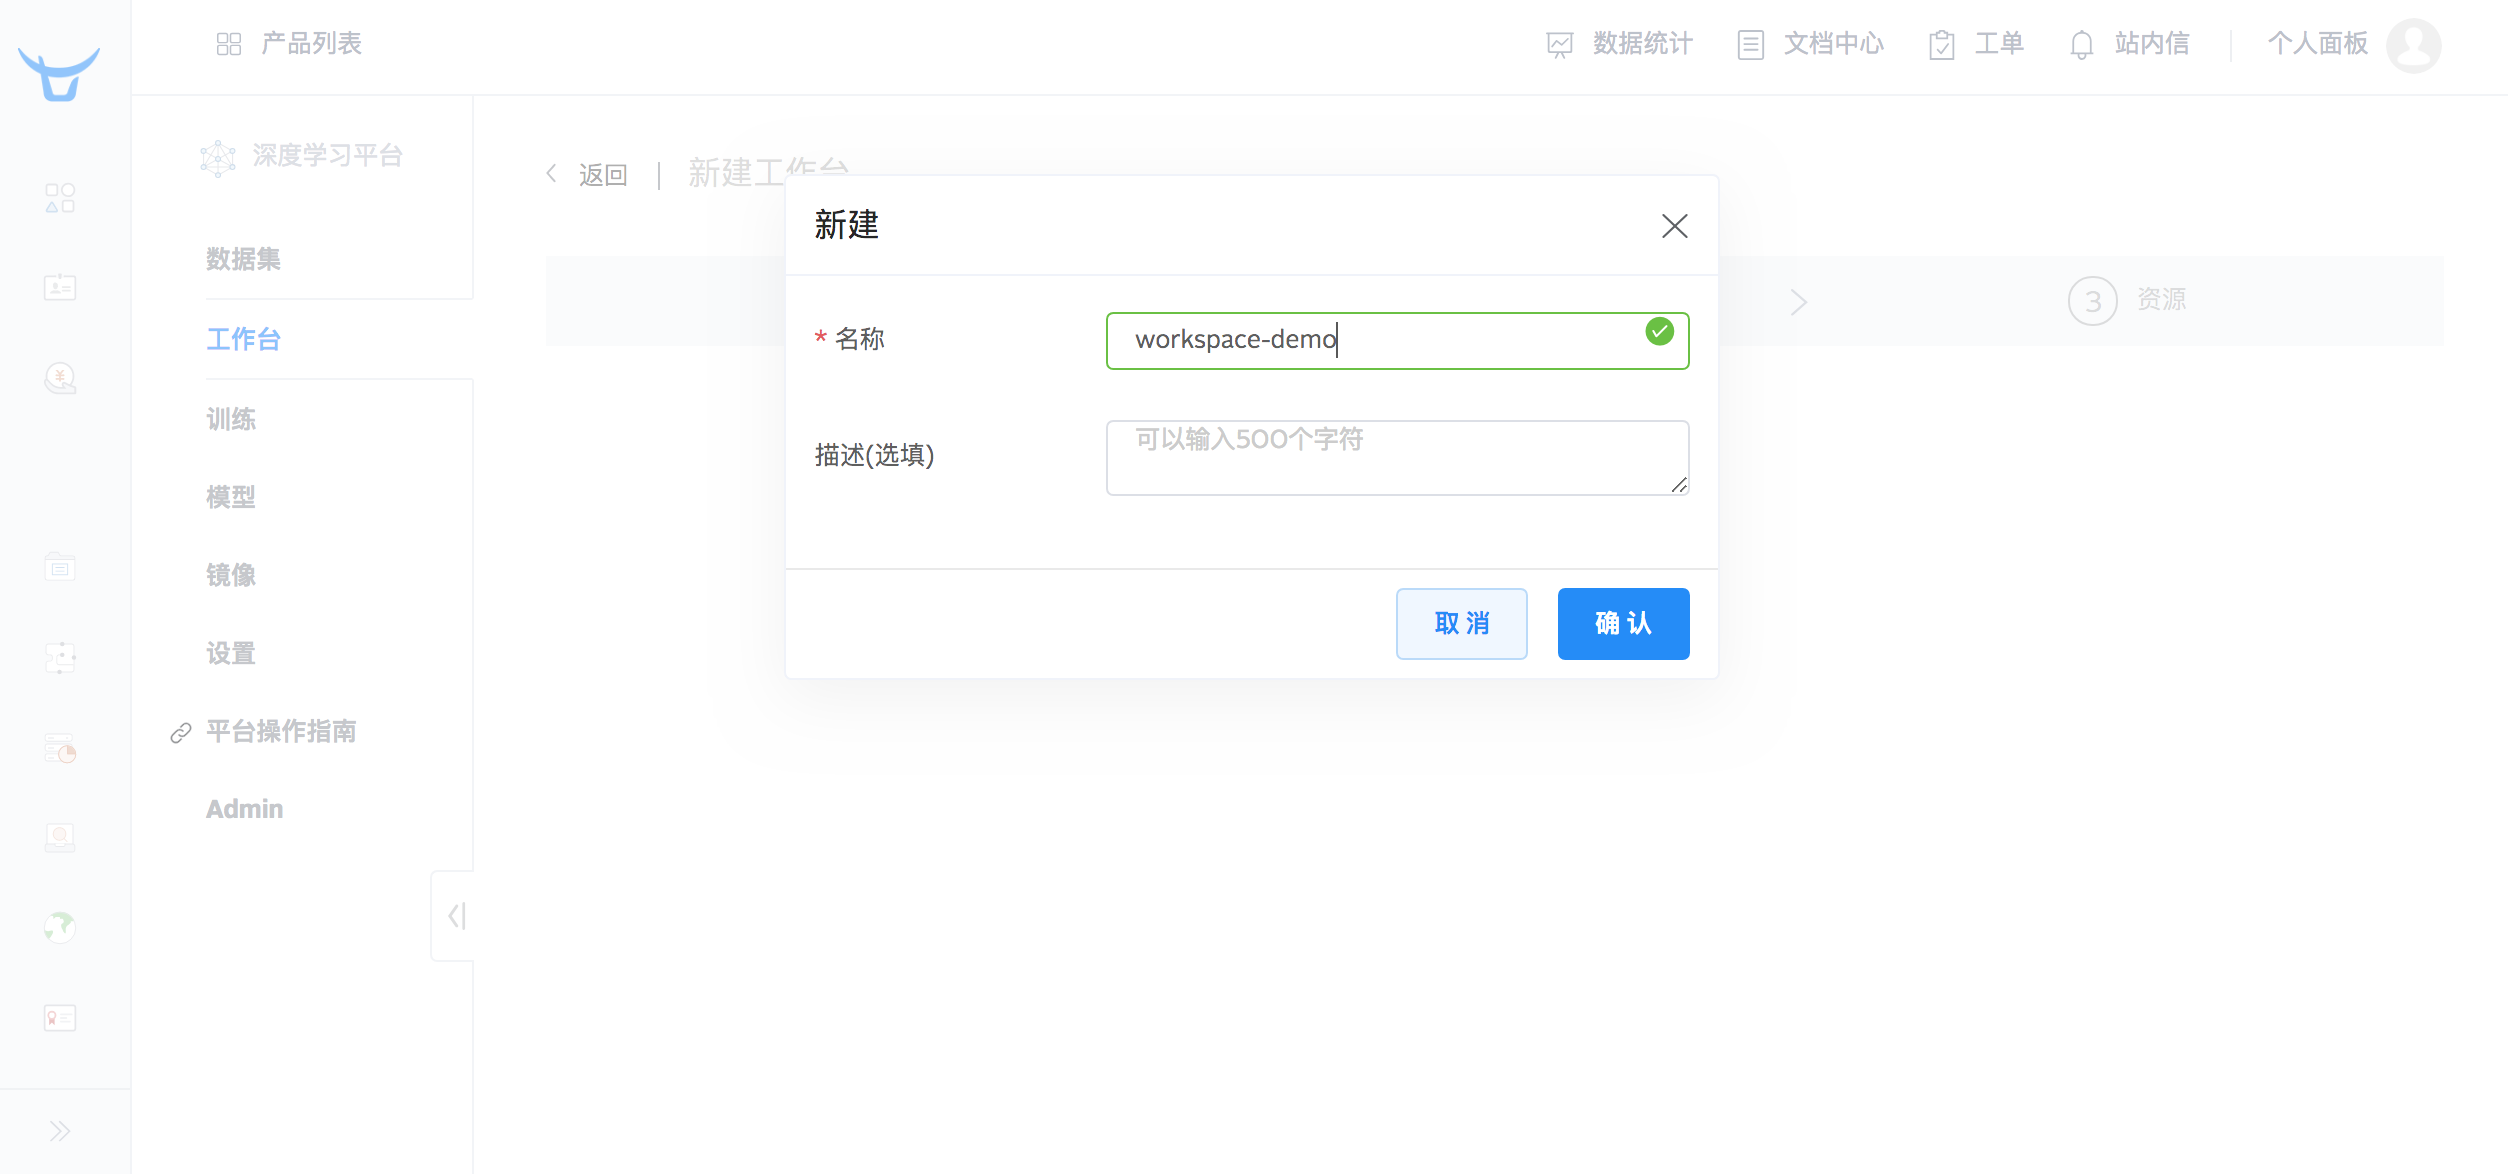 产品列表
数据统计
文档中心
工单
站内信
个人面板
深度学习平台
数据集
工作台
训练
模型
镜像
设置
平台操作指南
Admin
返回
新建工作台
3 资源
新建
* 名称
workspace-demo
描述(选填)
可以输入500个字符
取 消
确 认